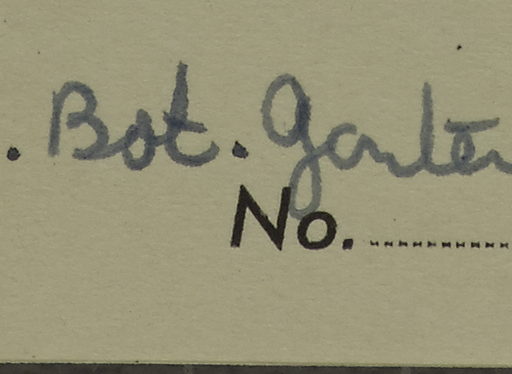 . Bot. Garten
No. ............